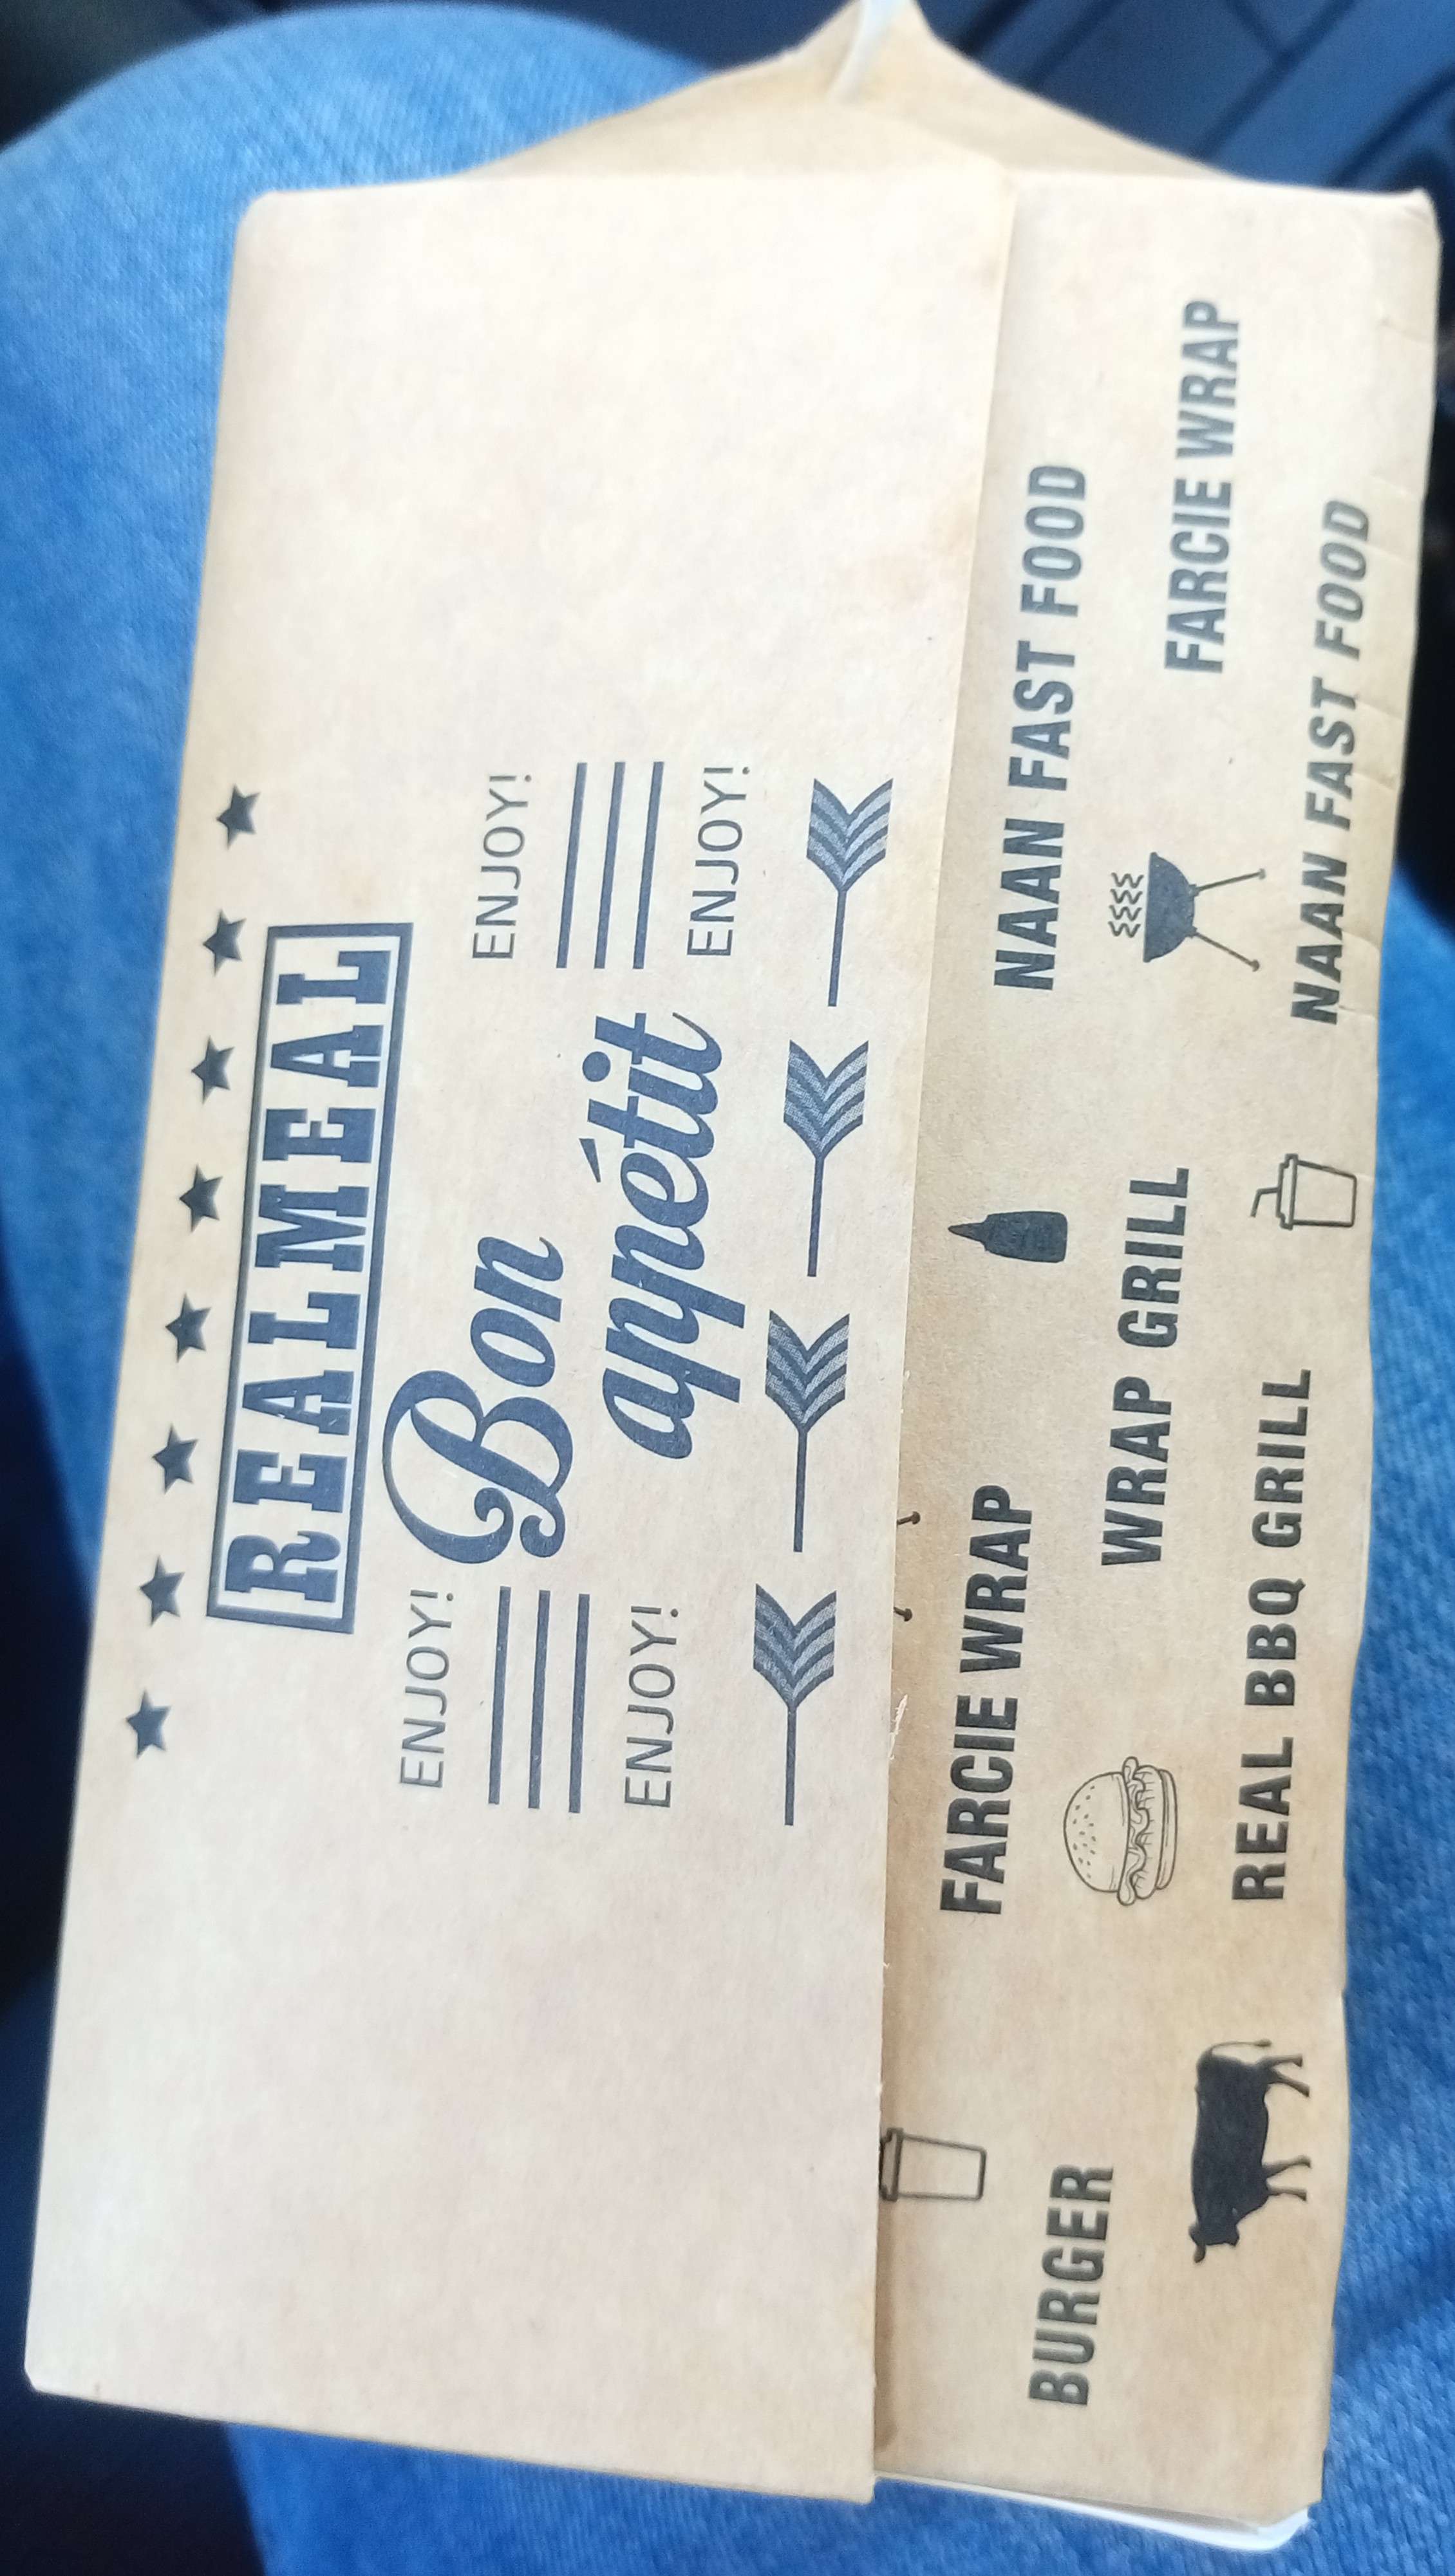 REALMEAL
ENJOY! Bon ENJOY!
appétit
ENJOY! ENJOY!
FARCIE WRAP NAAN FAST FOOD
BURGER WRAP GRILL FARCIE WRAP
REAL BBQ GRILL NAAN FAST FOOD